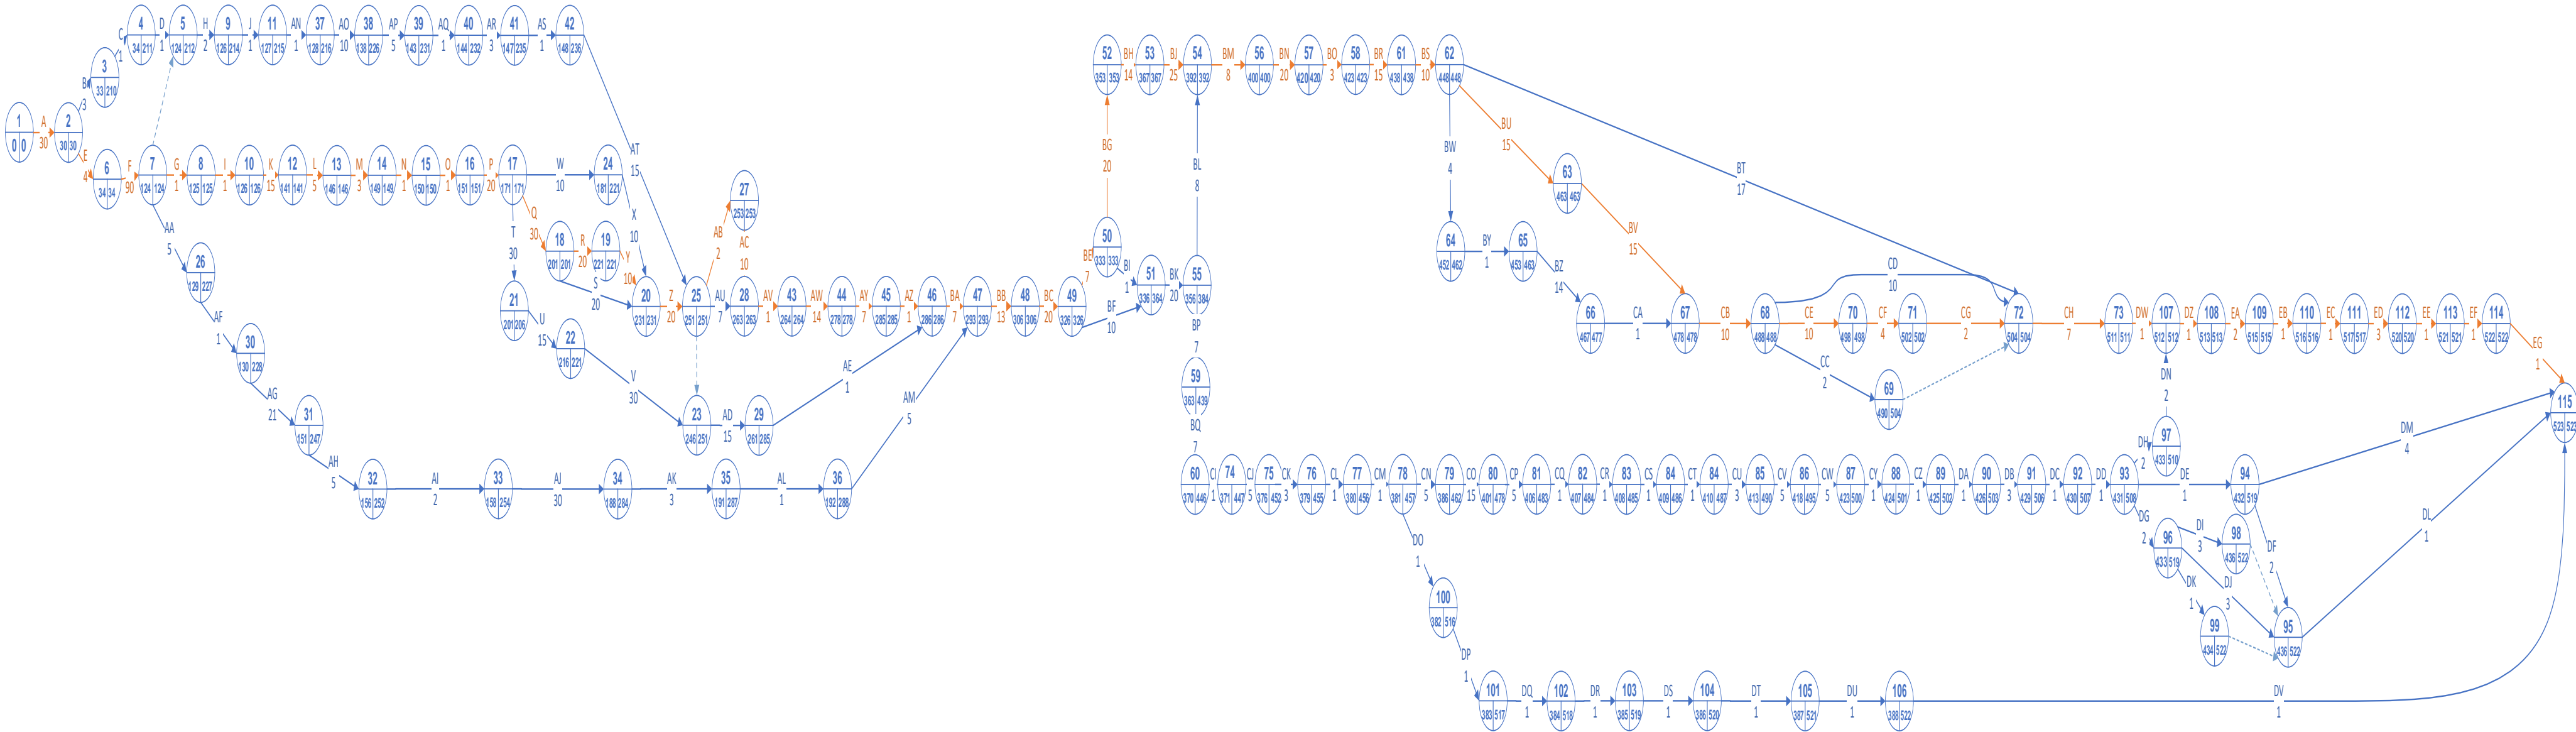 1
0 0
A
30
2
30 30
B
3
3
33 210
C
1
4
34 211
D
1
5
124 212
H
2
9
126 214
J
1
11
127 215
AN
1
37
128 216
AO
10
38
138 226
AP
5
39
143 231
AQ
1
40
144 232
AR
3
41
147 235
AS
1
42
148 236
AT
15
E
4
6
34 34
F
90
7
124 124
G
1
8
125 125
I
1
10
126 126
K
15
12
141 141
L
5
13
146 146
M
3
14
149 149
N
1
15
150 150
O
1
16
151 151
P
20
17
171 171
W
10
24
181 221
X
10
Q
30
18
201 201
R
20
19
221 221
Y
10
S
20
20
231 231
Z
20
25
251 251
T
30
21
201 206
U
15
22
216 221
V
30
23
246 251
AD
15
29
261 285
AE
1
AA
5
26
129 227
AF
1
30
130 228
AG
21
31
151 247
AH
5
32
156 252
AI
2
33
158 254
AJ
30
34
188 284
AK
3
35
191 287
AL
1
36
192 288
AM
5
AB
2
27
253 253
AC
10
AU
7
28
263 263
AV
1
43
264 264
AW
14
44
278 278
AY
7
45
285 285
AZ
1
46
286 286
BA
7
47
293 293
BB
13
48
306 306
BC
20
49
326 326
BE
7
50
333 333
BF
10
BI
1
51
336 364
BK
20
55
356 384
BL
8
BG
20
52
353 353
BH
14
53
367 367
BJ
25
54
392 392
BM
8
56
400 400
BN
20
57
420 420
BO
3
58
423 423
BR
15
61
438 438
BS
10
62
448 448
BT
17
BU
15
63
463 463
BV
15
BW
4
64
452 462
BY
1
65
453 463
BZ
14
66
467 477
CA
1
67
478 478
CB
10
68
488 488
CD
10
CE
10
70
498 498
CF
4
71
502 502
CG
2
CC
2
69
490 504
72
504 504
CH
7
73
511 511
DW
1
107
512 512
DZ
1
108
513 513
EA
2
109
515 515
EB
1
110
516 516
EC
1
111
517 517
ED
3
112
520 520
EE
1
113
521 521
EF
1
114
522 522
EG
1
115
523 523
BP
7
59
363 439
BQ
7
60
370 446
CI
1
74
371 447
CJ
5
75
376 452
CK
3
76
379 455
CL
1
77
380 456
CM
1
78
381 457
CN
5
79
386 462
CO
15
80
401 478
CP
5
81
406 483
CQ
1
82
407 484
CR
1
83
408 485
CS
1
84
409 486
CT
1
84
410 487
CU
3
85
413 490
CV
5
86
418 495
CW
5
87
423 500
CY
1
88
424 501
CZ
1
89
425 502
DA
1
90
426 503
DB
3
91
429 506
DC
1
92
430 507
DD
1
93
431 508
DH
2
97
433 510
DN
2
DE
1
94
432 519
DM
4
DG
2
96
433 519
DI
3
98
436 522
DF
2
DJ
3
DK
1
99
434 522
95
436 522
DL
1
DO
1
100
382 516
DP
1
101
383 517
DQ
1
102
384 518
DR
1
103
385 519
DS
1
104
386 520
DT
1
105
387 521
DU
1
106
388 522
DV
1